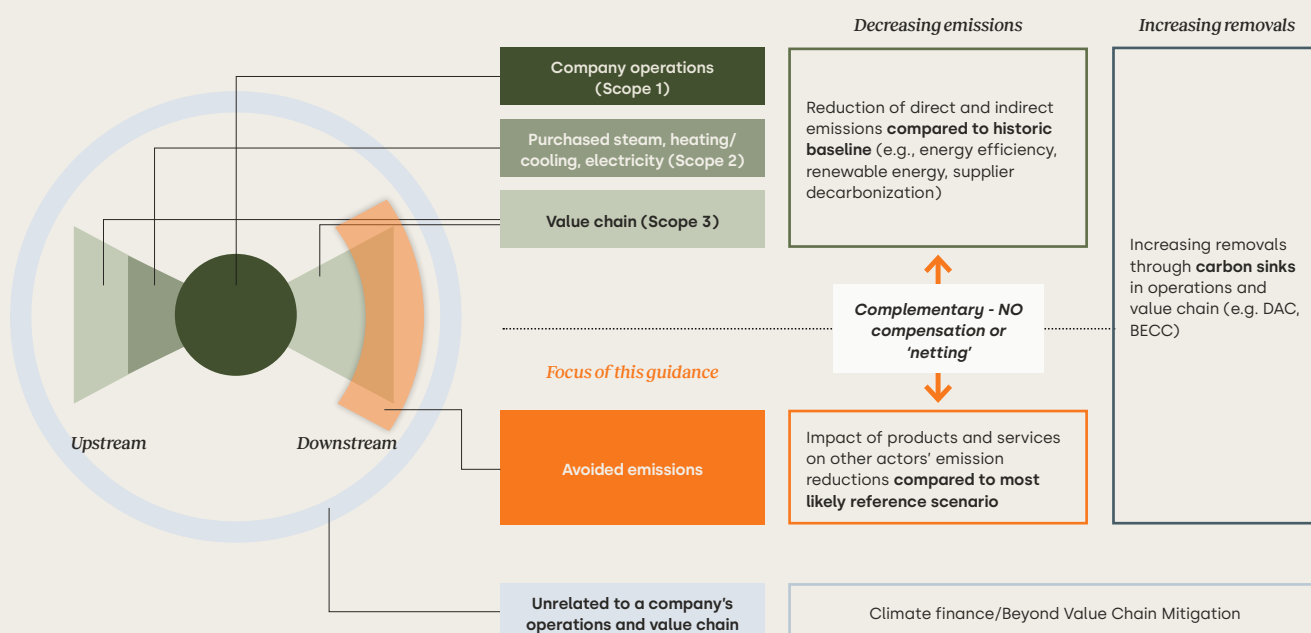 Decreasing emissions
Increasing removals
Company operations
(Scope 1)
Purchased steam, heating/
cooling, electricity (Scope 2)
Value chain (Scope 3)
Reduction of direct and indirect
emissions compared to historic
baseline (e.g., energy efficiency,
renewable energy, supplier
decarbonization)
Increasing removals
through carbon sinks
in operations and
value chain (e.g. DAC,
BECC)
Complementary - NO
compensation or
‘netting’
Focus of this guidance
Upstream
Downstream
Avoided emissions
Impact of products and services
on other actors’ emission
reductions compared to most
likely reference scenario
Unrelated to a company’s
operations and value chain
Climate finance/Beyond Value Chain Mitigation